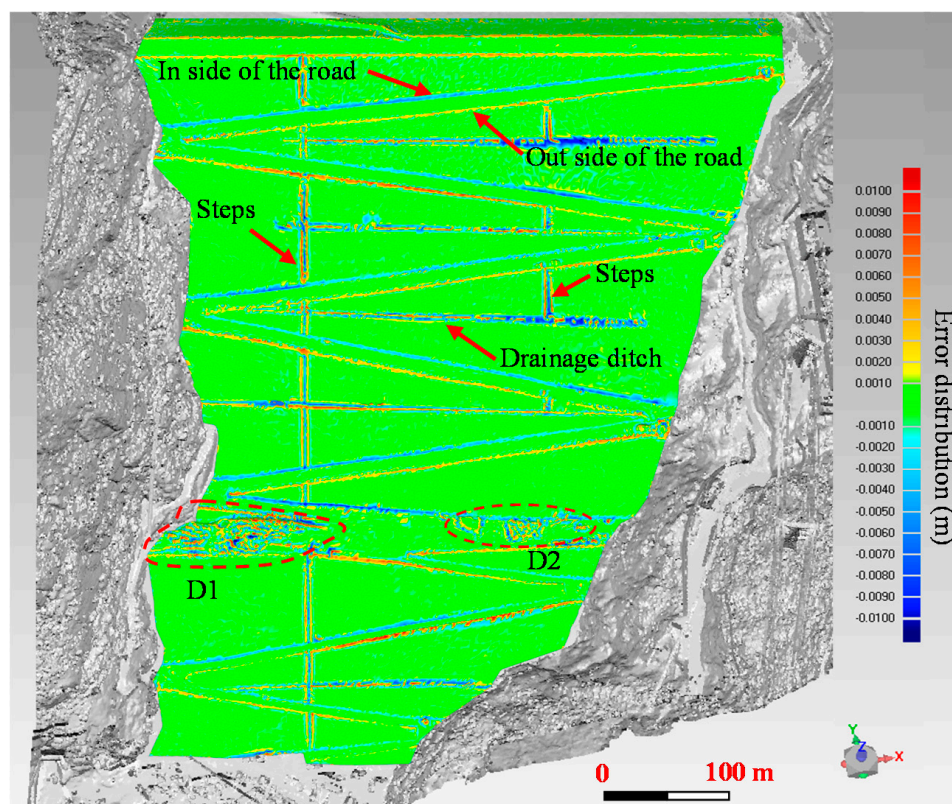 In side of the road
Out side of the road
Steps
Steps
Drainage ditch
D1
D2
0.0100
0.0090
0.0080
0.0070
0.0060
0.0050
0.0040
0.0030
0.0020
0.0010
-0.0010
-0.0020
-0.0030
-0.0040
-0.0050
-0.0060
-0.0070
-0.0080
-0.0090
-0.0100
Error distribution (m)
Y
Z
X
0 100 m